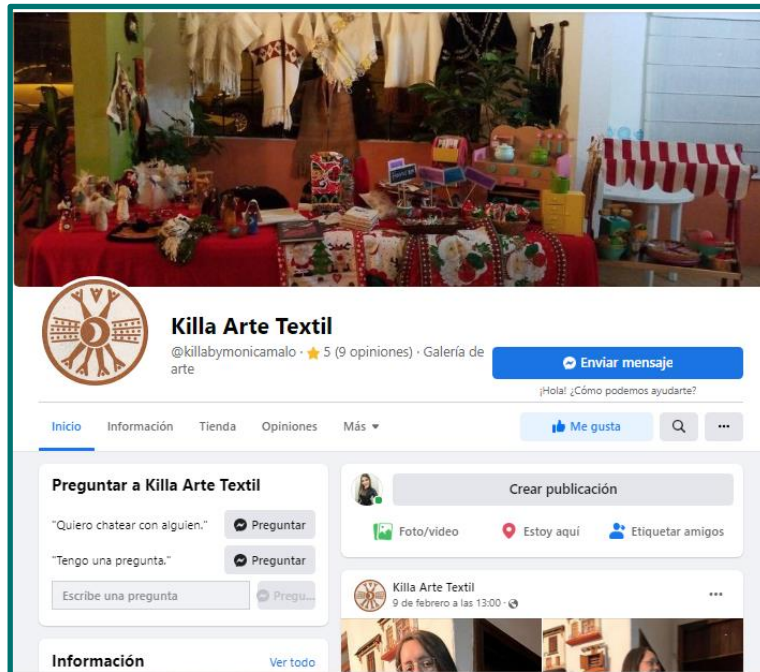 Killa Arte Textil
@killabymonicamalo · 5 (9 opiniones) · Galería de
arte
Enviar mensaje
¡Hola! ¿Cómo podemos ayudarte?
Inicio Información Tienda Opiniones Más
Me gusta
Preguntar a Killa Arte Textil
"Quiero chatear con alguien." Preguntar
"Tengo una pregunta." Preguntar
Escribe una pregunta Pregu...
Información Ver todo
Crear publicación
Foto/video Estoy aquí Etiquetar amigos
Killa Arte Textil
9 de febrero a las 13:00 ·